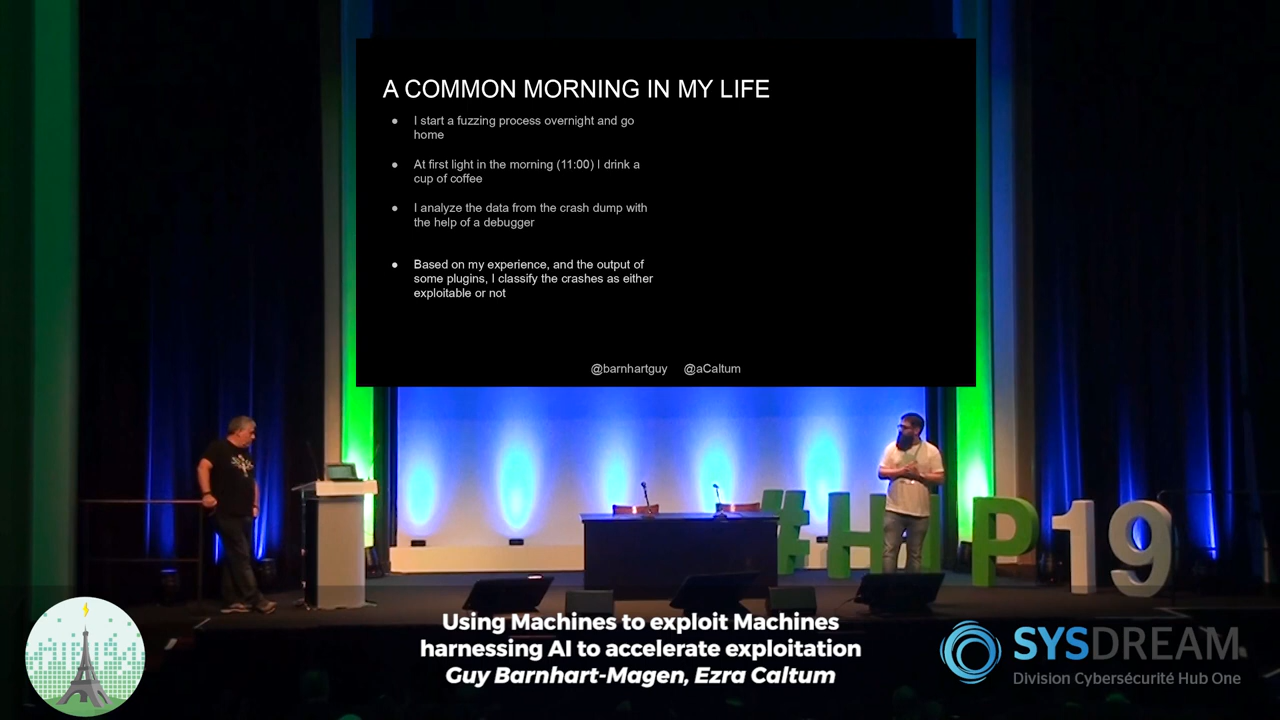 A COMMON MORNING IN MY LIFE
● I start a fuzzing process overnight and go
home
● At first light in the morning (11:00) I drink a
cup of coffee
● I analyze the data from the crash dump with
the help of a debugger
● Based on my experience, and the output of
some plugins, I classify the crashes as either
exploitable or not
@barnhartguy @aCaltum
#HIP19
Using Machines to exploit Machines
harnessing AI to accelerate exploitation
Guy Barnhart-Magen, Ezra Caltum
SYSDREAM
Division Cybersécurité Hub One